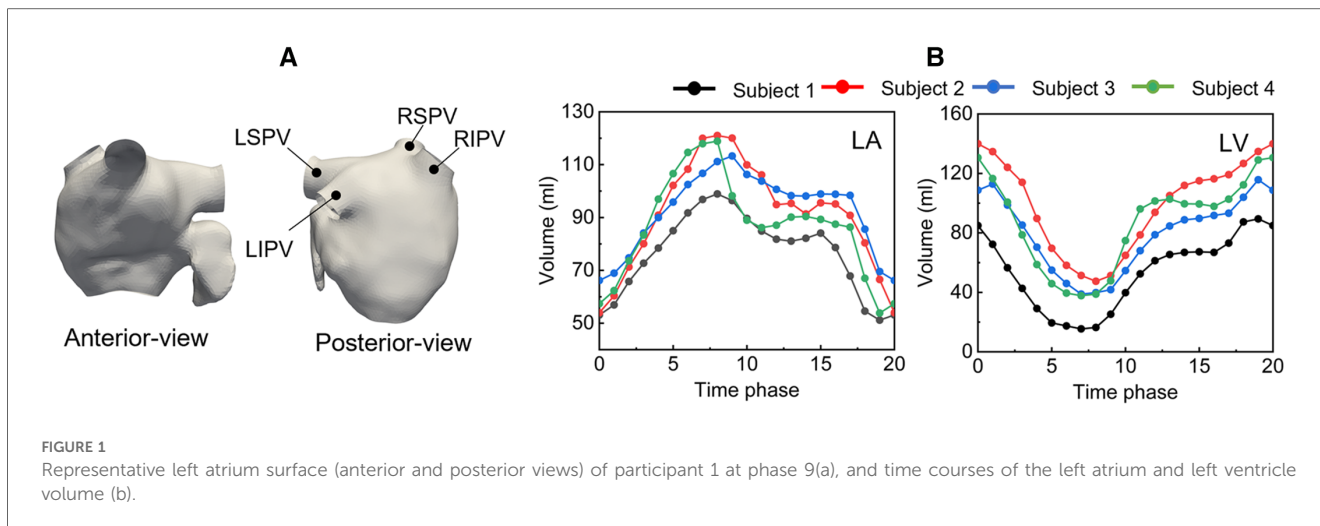 A
B
Subject 1
Subject 2
Subject 3
Subject 4
LSPV
RSPV
RIPV
LIPV
Anterior-view
Posterior-view
130
110
90
70
50
Volume (ml)
LA
0
5
10
15
20
Time phase
160
120
80
40
0
Volume (ml)
LV
0
5
10
15
20
Time phase
FIGURE 1
Representative left atrium surface (anterior and posterior views) of participant 1 at phase 9(a), and time courses of the left atrium and left ventricle
volume (b).